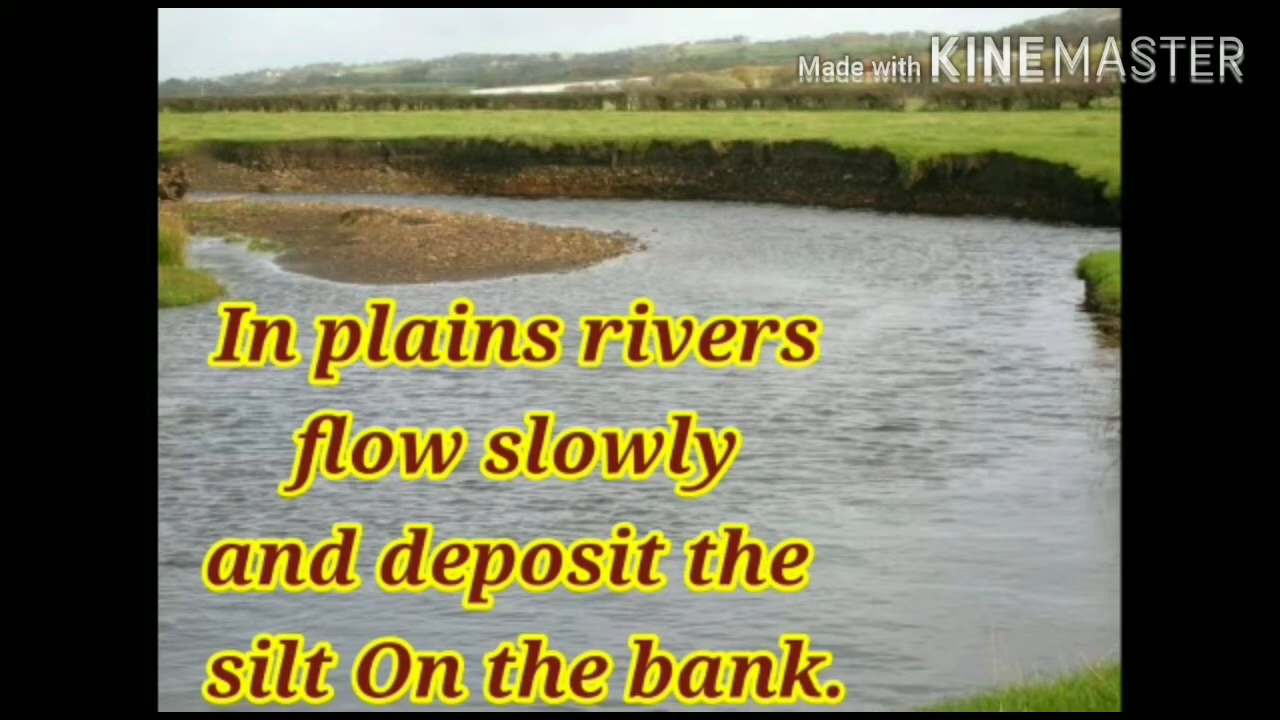 Made with KINEMASTER
In plains rivers
flow slowly
and deposit the
silt On the bank.